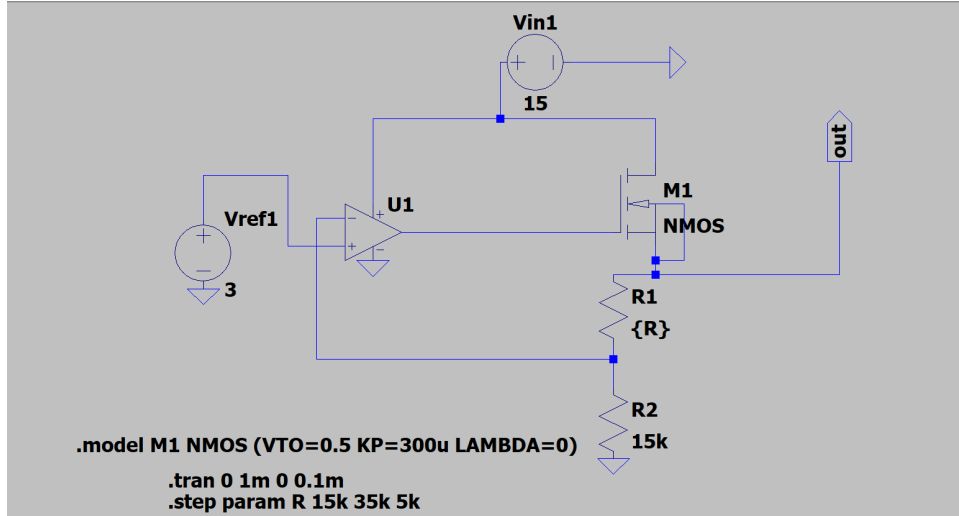 Vin1
15
out
M1
NMOS
U1
Vref1
3
R1
{R}
R2
15k
.model M1 NMOS (VTO=0.5 KP=300u LAMBDA=0)
.tran 0 1m 0 0.1m
.step param R 15k 35k 5k